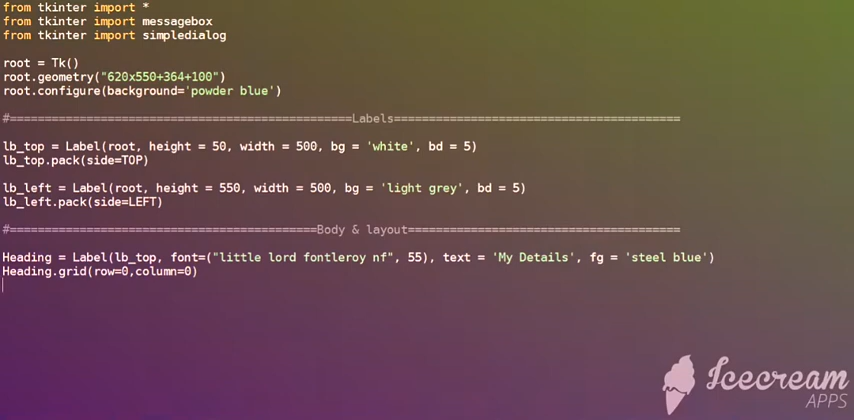 from tkinter import *
from tkinter import messagebox
from tkinter import simpledialog
root = Tk()
root.geometry("620x550+364+100")
root.configure(background='powder blue')
#=================================================Labels=========================================
lb_top = Label(root, height = 50, width = 500, bg = 'white', bd = 5)
lb_top.pack(side=TOP)
lb_left = Label(root, height = 550, width = 500, bg = 'light grey', bd = 5)
lb_left.pack(side=LEFT)
#============================================Body & layout=======================================
Heading = Label(lb_top, font=("little lord fontleroy nf", 55), text = 'My Details', fg = 'steel blue')
Heading.grid(row=0,column=0)
Icecream
APPS